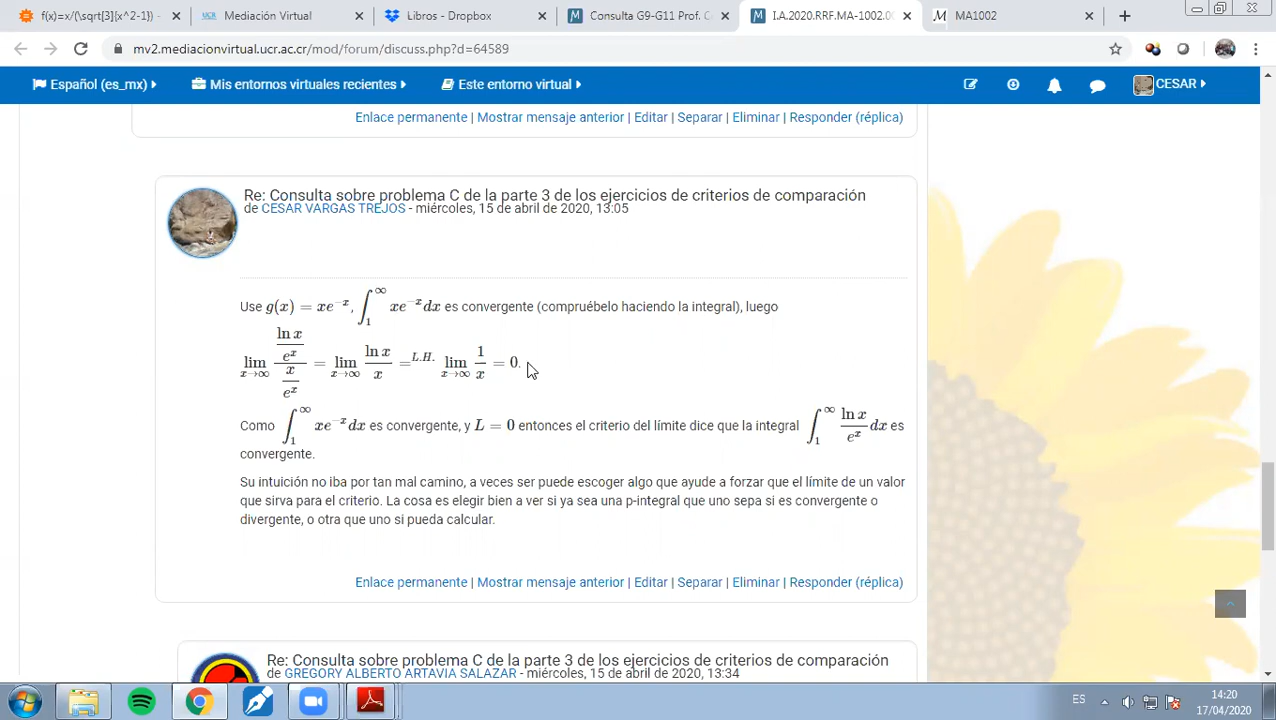 f(x)=x/(\sqrt[3]{x^2-1}) ×
UCR Mediación Virtual ×
Libros - Dropbox ×
Consulta G9-G11 Prof. C ×
I.A.2020.RRF.MA-1002.0 ×
MA1002 ×
mv2.mediacionvirtual.ucr.ac.cr/mod/forum/discuss.php?d=64589
Español (es_mx) Mis entornos virtuales recientes Este entorno virtual CESAR
Enlace permanente | Mostrar mensaje anterior | Editar | Separar | Eliminar | Responder (réplica)
Re: Consulta sobre problema C de la parte 3 de los ejercicios de criterios de comparación
de CESAR VARGAS TREJOS - miércoles, 15 de abril de 2020, 13:05
Use g(x) = xe^{-x}, ∫_1^∞ xe^{-x}dx es convergente (compruébelo haciendo la integral), luego
lim_{x→∞} \frac{\frac{ln x}{e^x}}{\frac{x}{e^x}} = lim_{x→∞} \frac{ln x}{x} =^{L.H.} lim_{x→∞} \frac{1}{x} = 0.
Como ∫_1^∞ xe^{-x}dx es convergente, y L = 0 entonces el criterio del límite dice que la integral ∫_1^∞ \frac{ln x}{e^x} dx es
convergente.
Su intuición no iba por tan mal camino, a veces ser puede escoger algo que ayude a forzar que el límite de un valor
que sirva para el criterio. La cosa es elegir bien a ver si ya sea una p-integral que uno sepa si es convergente o
divergente, o otra que uno si pueda calcular.
Enlace permanente | Mostrar mensaje anterior | Editar | Separar | Eliminar | Responder (réplica)
Re: Consulta sobre problema C de la parte 3 de los ejercicios de criterios de comparación
de GREGORY ALBERTO ARTAVIA SALAZAR - miércoles, 15 de abril de 2020, 13:34
ES
14:20
17/04/2020